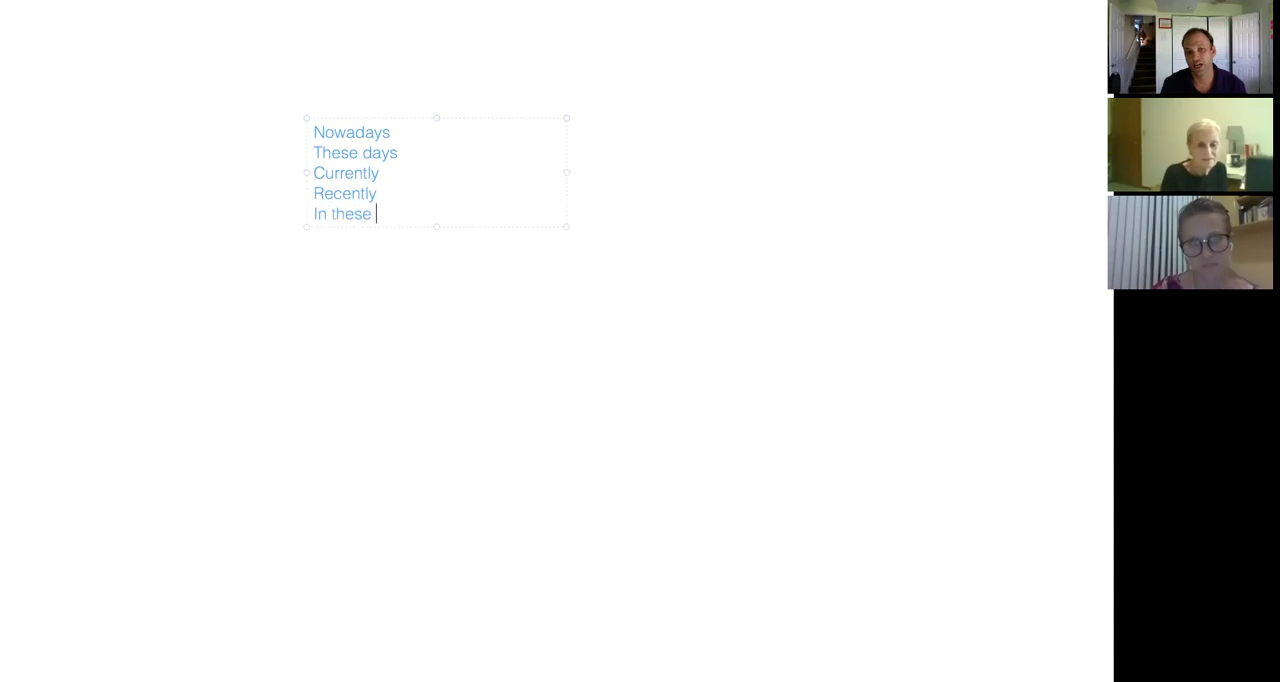 Nowadays
These days
Currently
Recently
In these